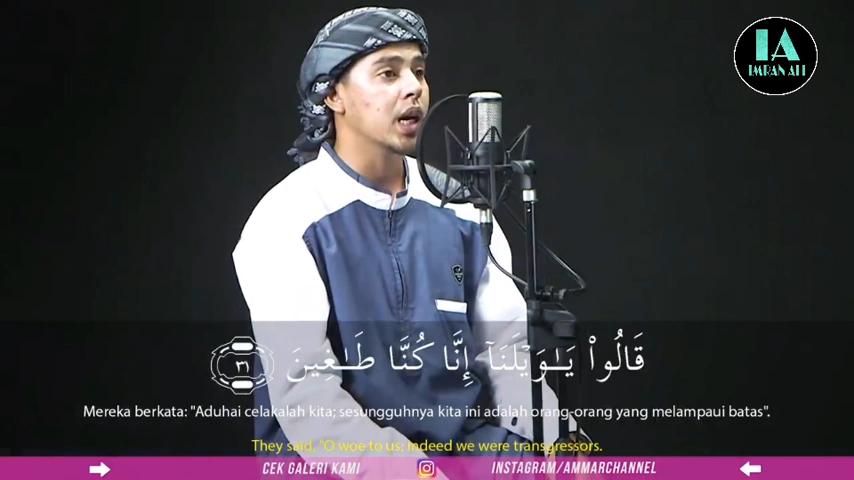 IA
IMRAN ALI
قَالُوا۟ يَـٰوَيْلَنَآ إِنَّا كُنَّا طَـٰغِينَ ٣١
Mereka berkata: "Aduhai celakalah kita; sesungguhnya kita ini adalah orang-orang yang melampaui batas".
They said, "O woe to us; indeed we were transgressors.
CEK GALERI KAMI INSTAGRAM/AMMARCHANNEL